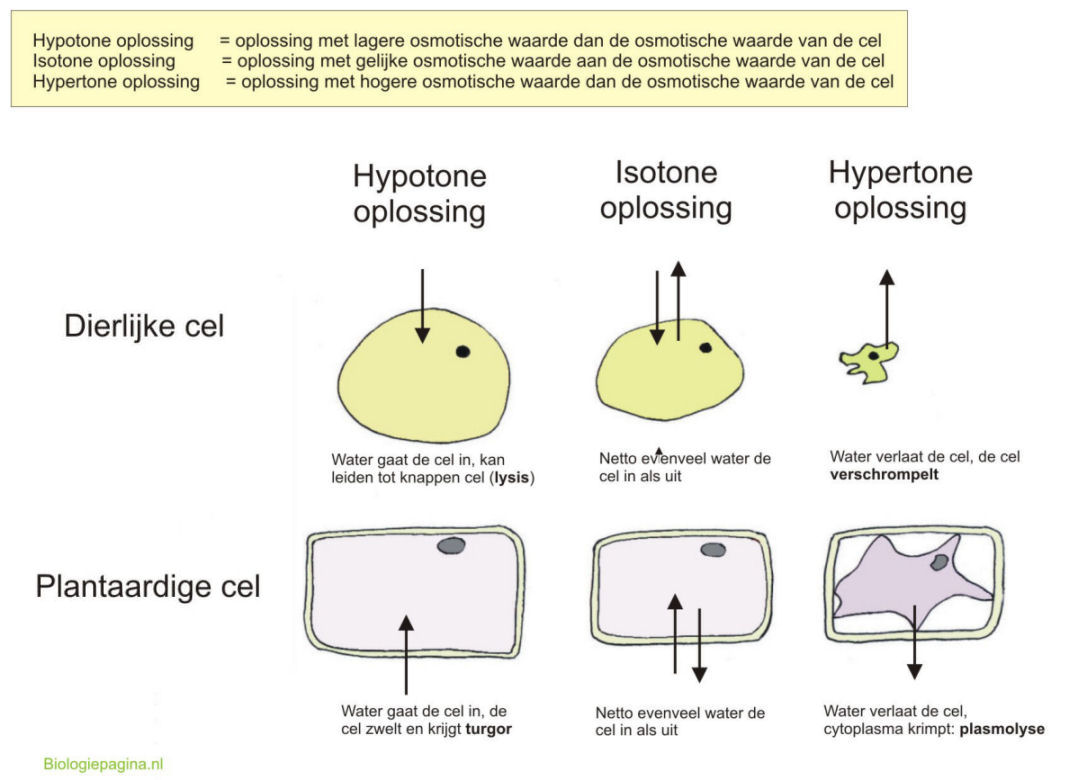 Hypotone oplossing = oplossing met lagere osmotische waarde dan de osmotische waarde van de cel
Isotone oplossing = oplossing met gelijke osmotische waarde aan de osmotische waarde van de cel
Hypertone oplossing = oplossing met hogere osmotische waarde dan de osmotische waarde van de cel
Hypotone
oplossing
Isotone
oplossing
Hypertone
oplossing
Dierlijke cel
Water gaat de cel in, kan
leiden tot knappen cel (lysis)
Netto evenveel water de
cel in als uit
Water verlaat de cel, de cel
verschrompelt
Plantaardige cel
Water gaat de cel in, de
cel zwelt en krijgt turgor
Netto evenveel water de
cel in als uit
Water verlaat de cel,
cytoplasma krimpt: plasmolyse
Biologiepagina.nl